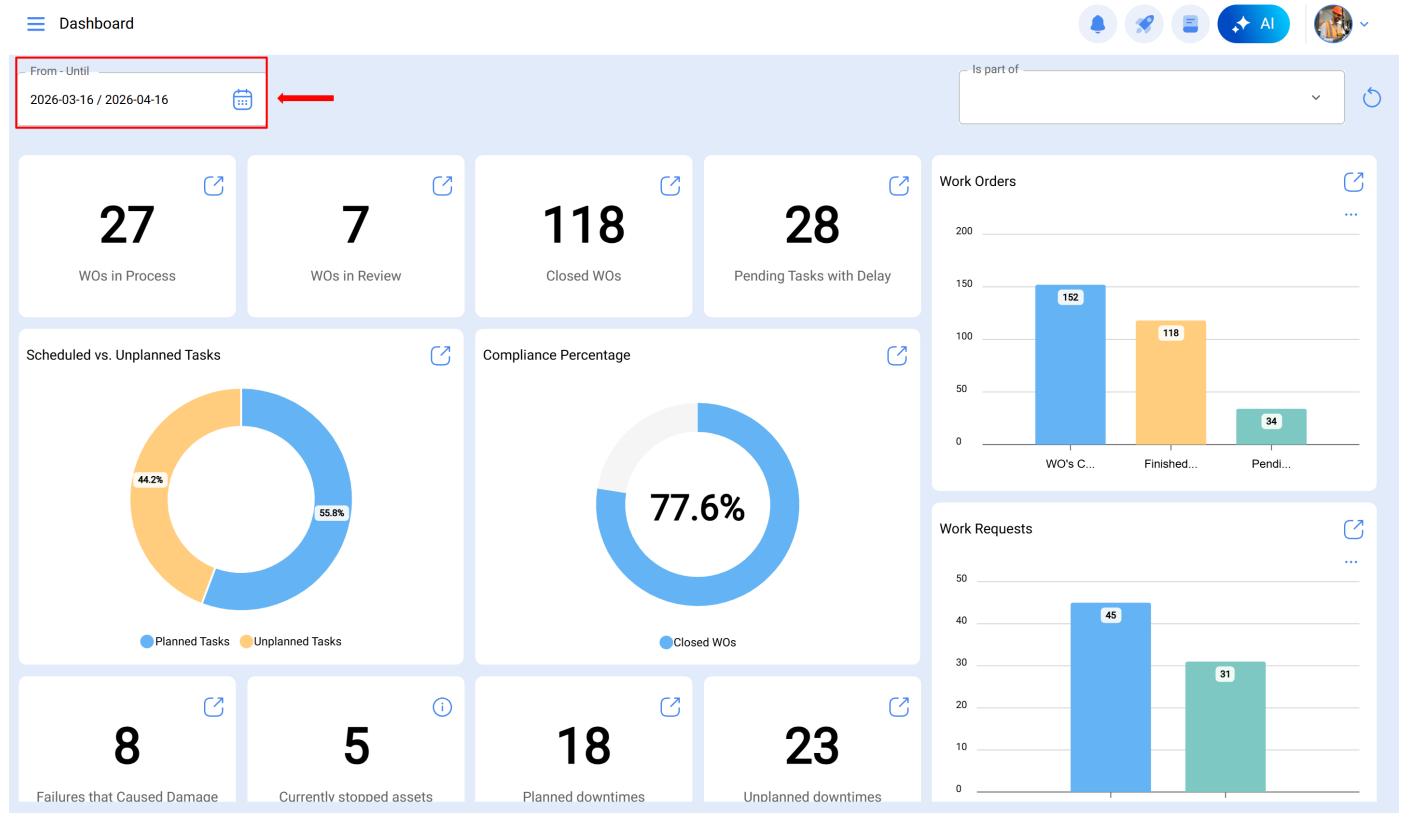 Dashboard
AI
From - Until
2026-03-16 / 2026-04-16
Is part of
27
WOs in Process
7
WOs in Review
118
Closed WOs
28
Pending Tasks with Delay
Work Orders
...
200
150
100
50
0
152
118
34
WO's C...
Finished...
Pendi...
Scheduled vs. Unplanned Tasks
44.2%
55.8%
Planned Tasks
Unplanned Tasks
Compliance Percentage
77.6%
Closed WOs
Work Requests
...
50
40
30
20
10
0
45
31
8
Failures that Caused Damage
5
Currently stopped assets
18
Planned downtimes
23
Unplanned downtimes